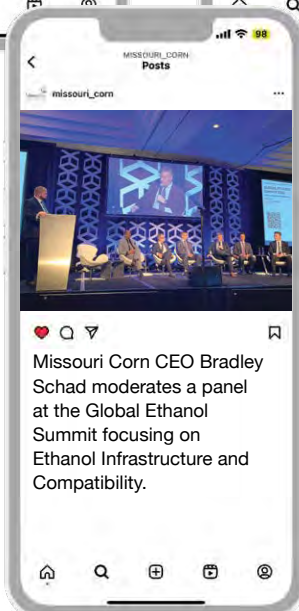 98
MISSOURI_CORN
Posts
missouri_corn
Missouri Corn CEO Bradley
Schad moderates a panel
at the Global Ethanol
Summit focusing on
Ethanol Infrastructure and
Compatibility.